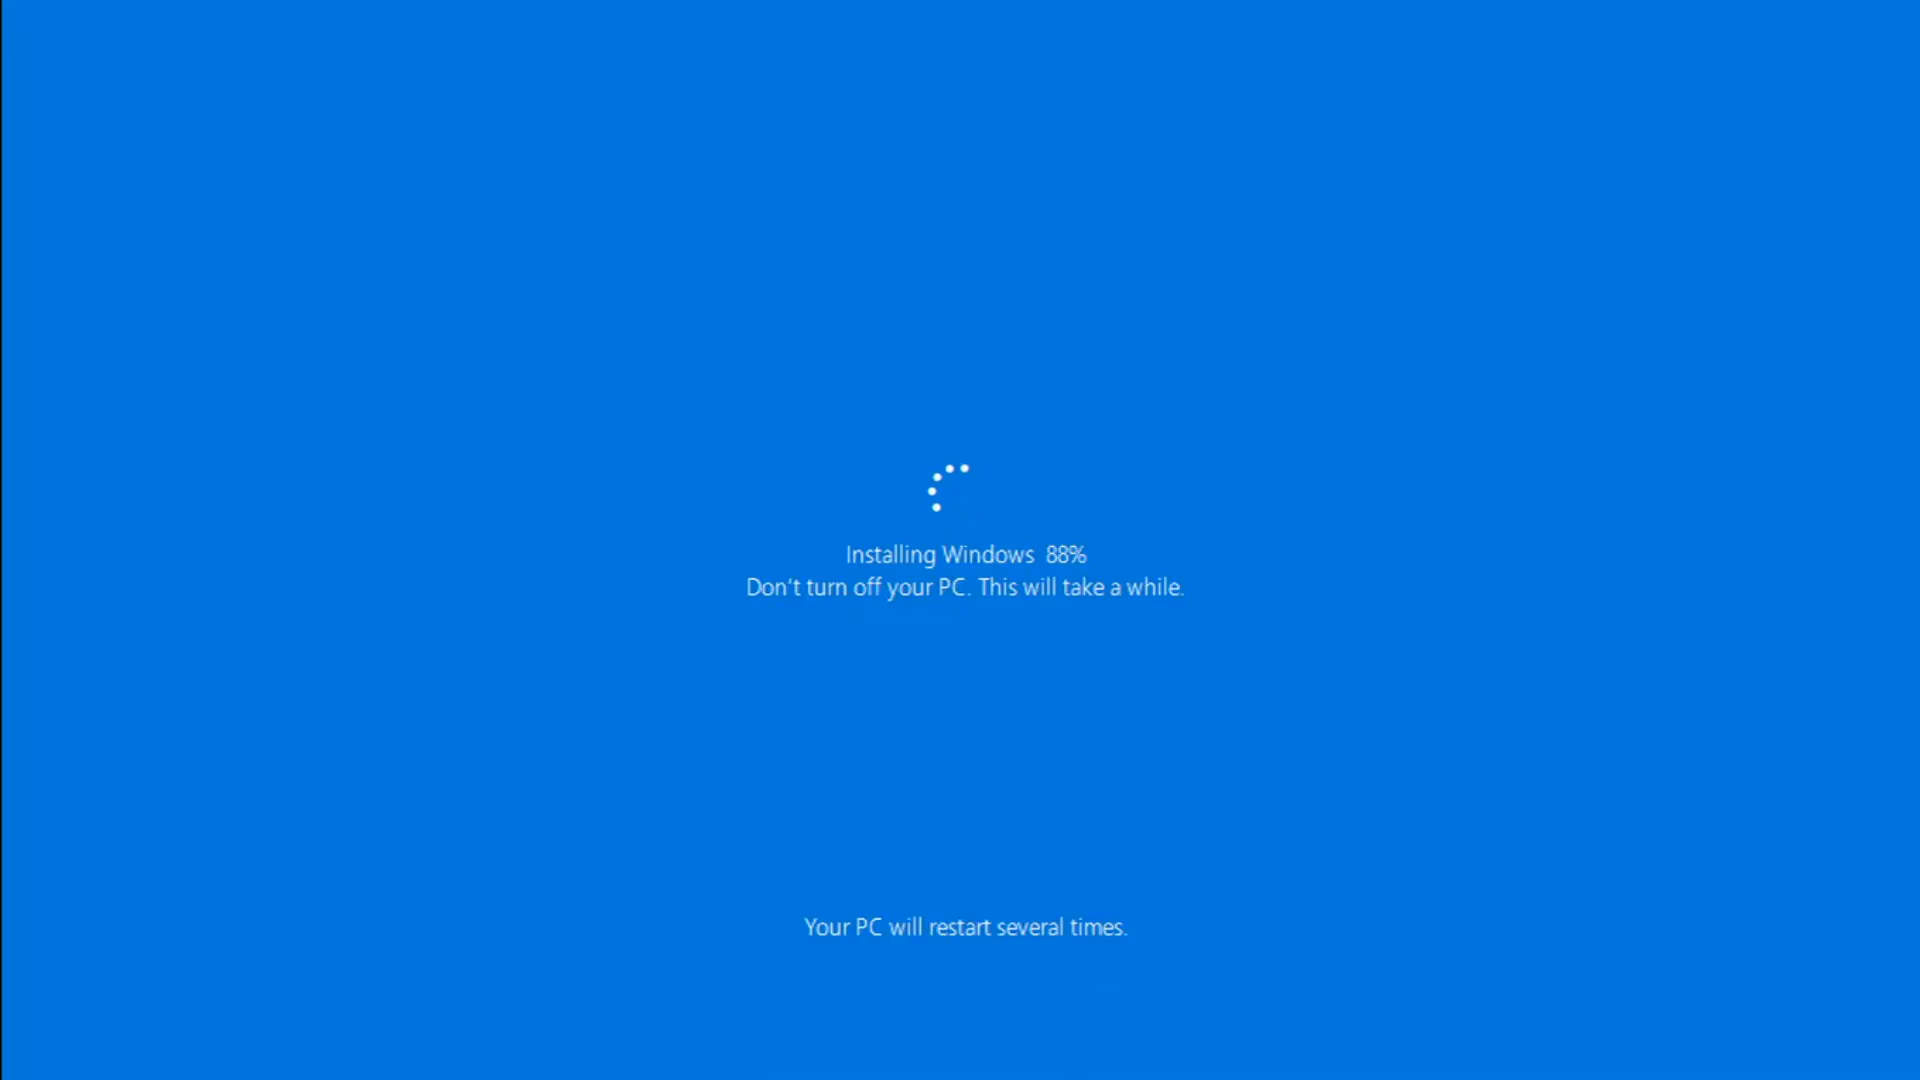 Installing Windows  88%
Don't turn off your PC. This will take a while.
Your PC will restart several times.